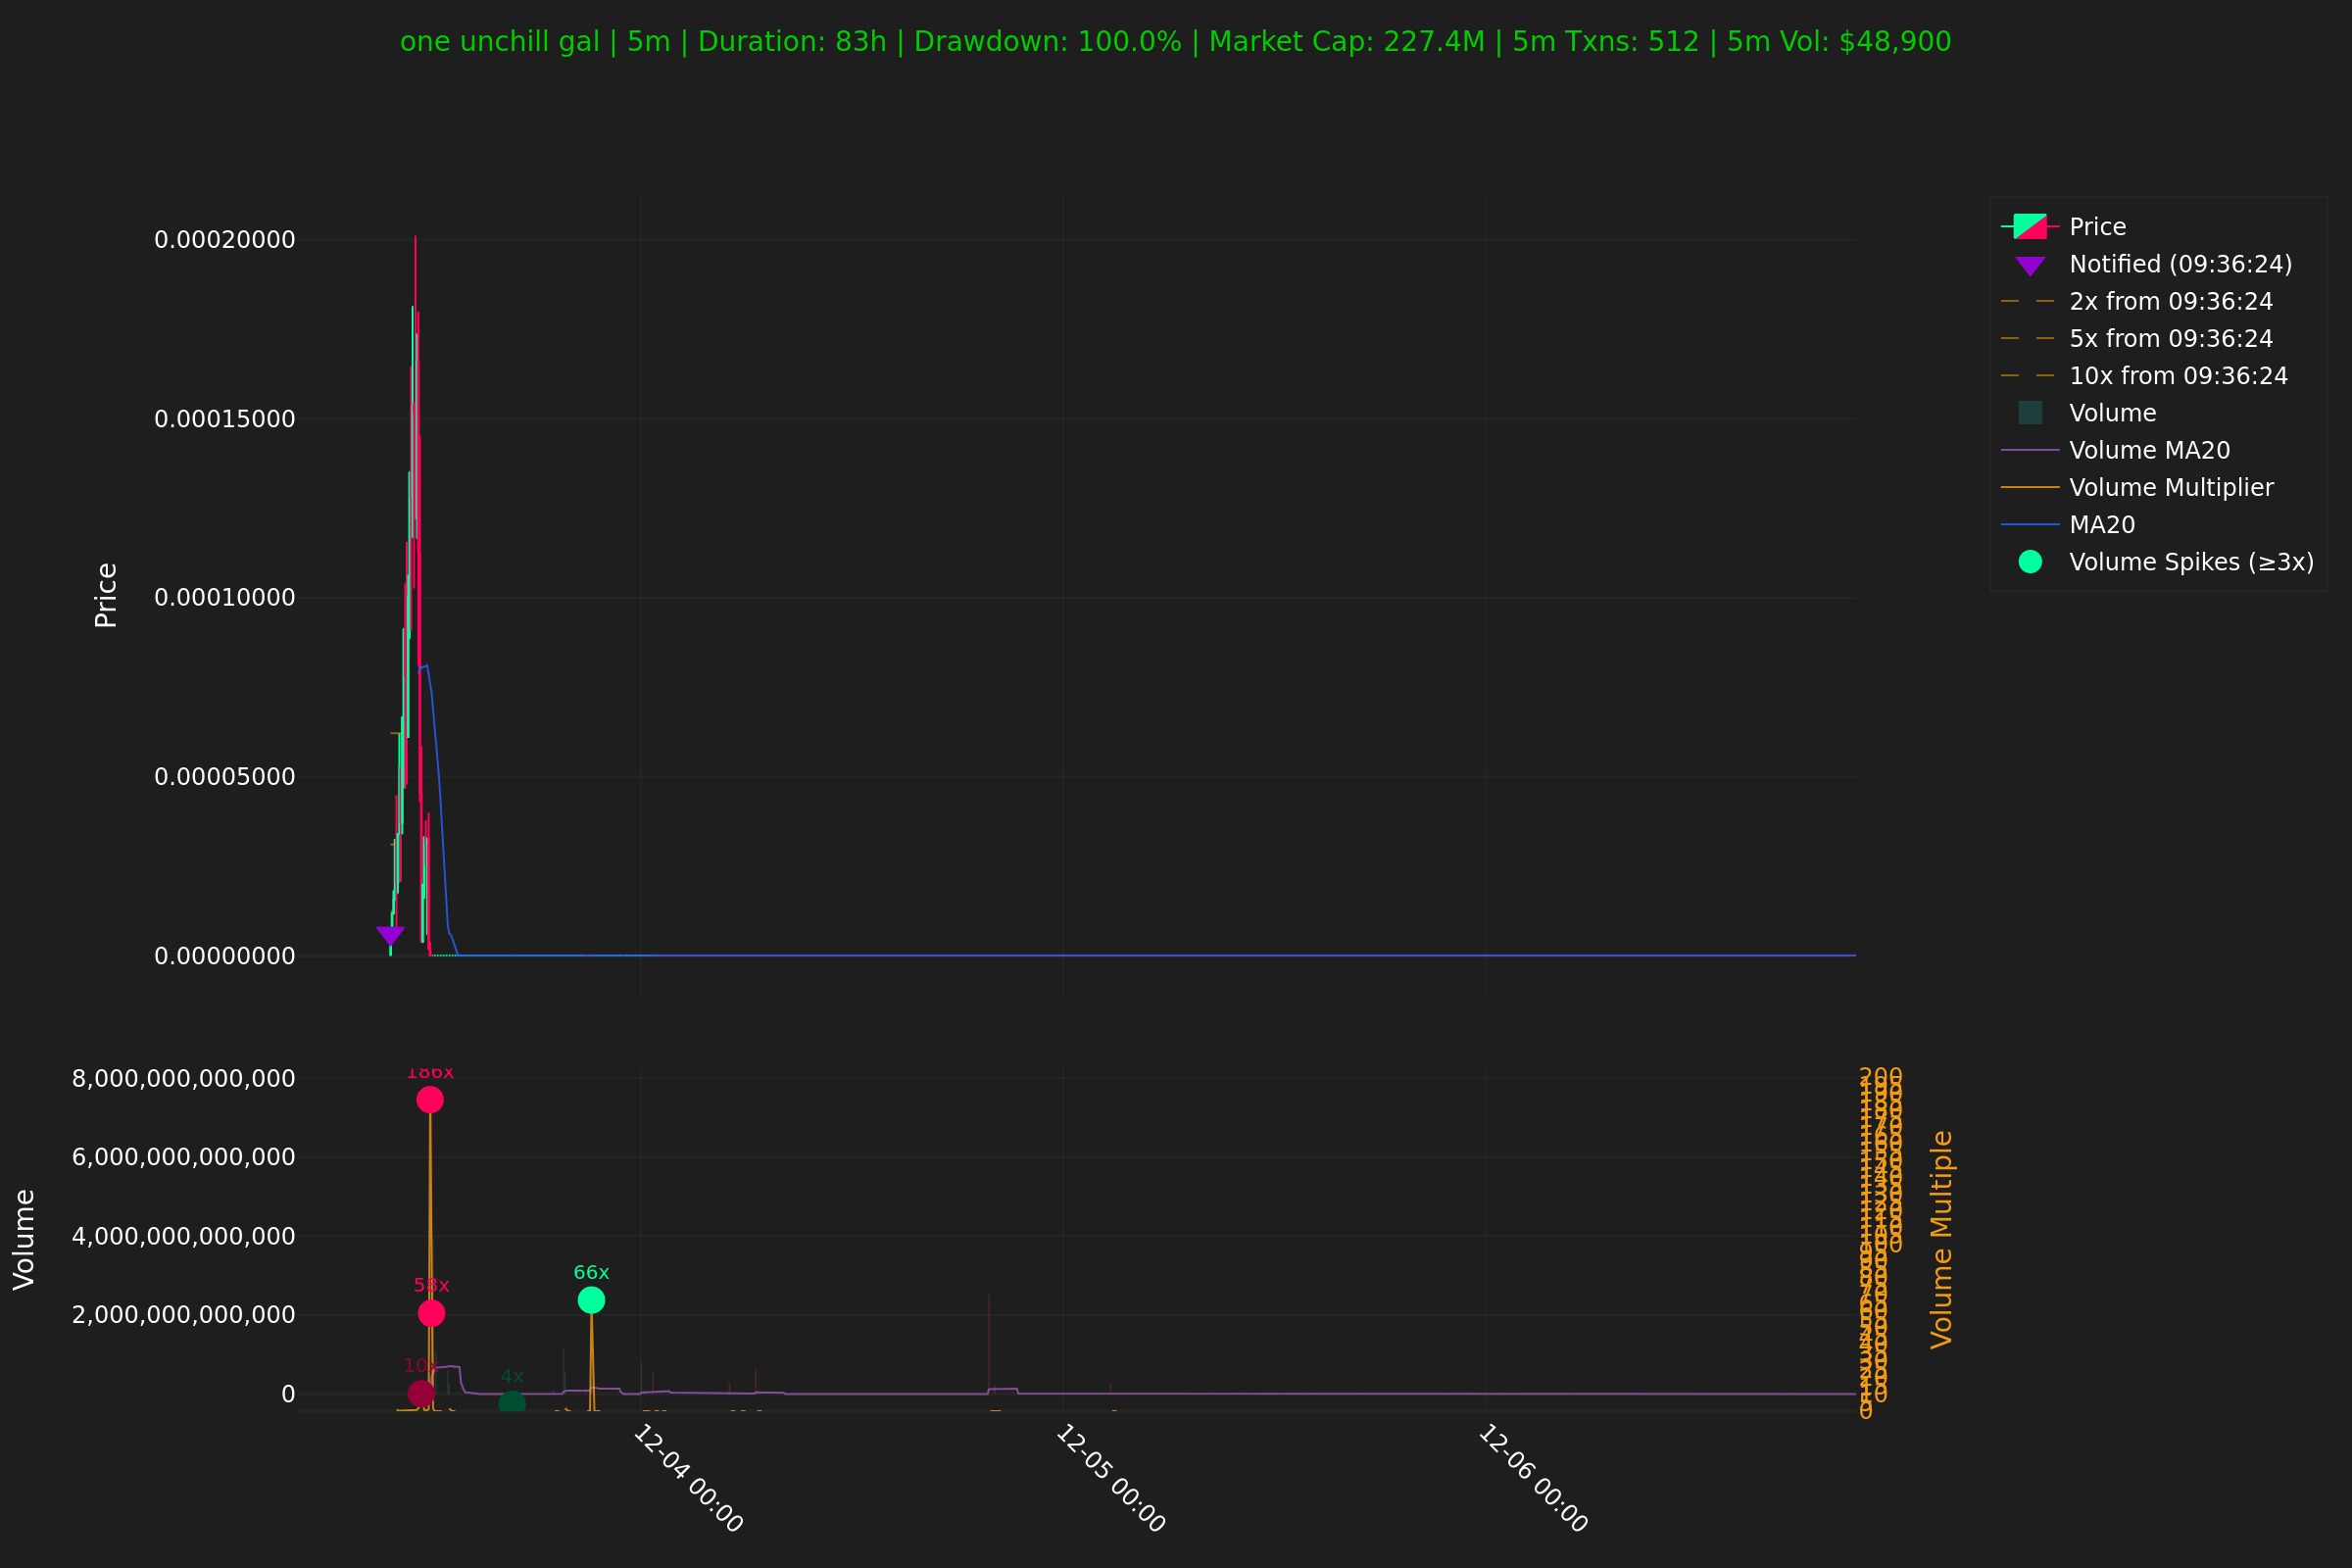 one unchill gal | 5m | Duration: 83h | Drawdown: 100.0% | Market Cap: 227.4M | 5m Txns: 512 | 5m Vol: $48,900
Price
0.00020000
0.00015000
0.00010000
0.00005000
0.00000000
Price
Notified (09:36:24)
2x from 09:36:24
5x from 09:36:24
10x from 09:36:24
Volume
Volume MA20
Volume Multiplier
MA20
Volume Spikes (≥3x)
Volume
8,000,000,000,000
6,000,000,000,000
4,000,000,000,000
2,000,000,000,000
0
186x
58x
10x
4x
66x
200
100
10
0
Volume Multiple
12-04 00:00
12-05 00:00
12-06 00:00